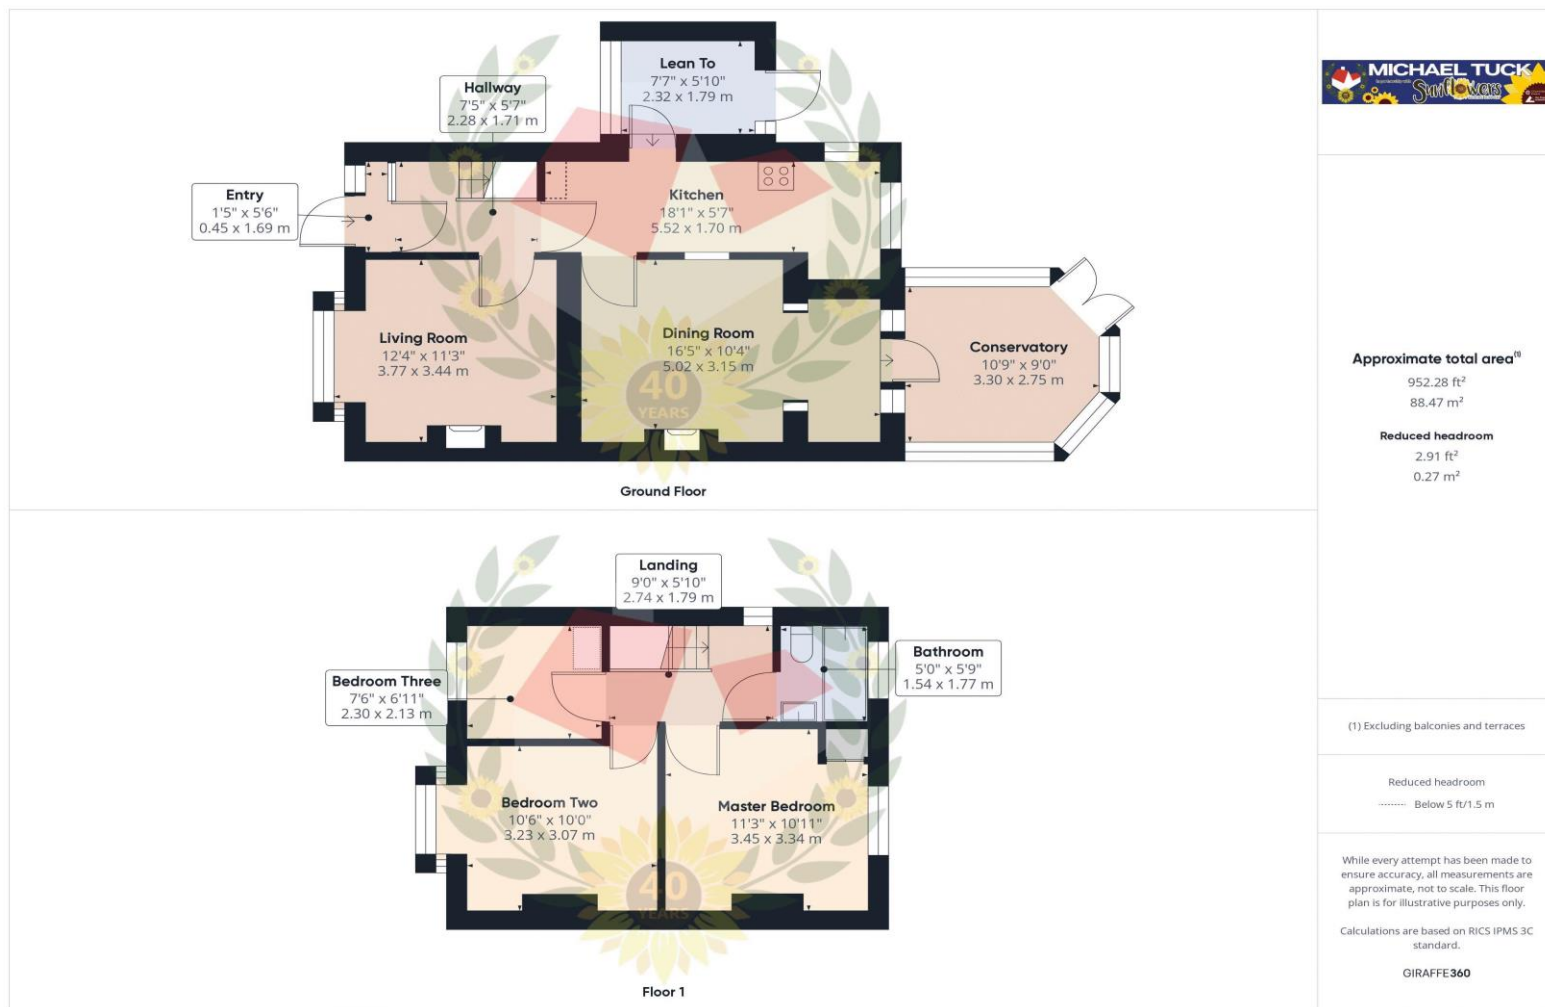 Lean To
7'7" x 5'10"
2.32 x 1.79 m
Hallway
7'5" x 5'7"
2.28 x 1.71 m
Entry
1'5" x 5'6"
0.45 x 1.69 m
Kitchen
18'1" x 5'7"
5.52 x 1.70 m
Living Room
12'4" x 11'3"
3.77 x 3.44 m
Dining Room
16'5" x 10'4"
5.02 x 3.15 m
Conservatory
10'9" x 9'0"
3.30 x 2.75 m
40
YEARS
Ground Floor
Landing
9'0" x 5'10"
2.74 x 1.79 m
Bathroom
5'0" x 5'9"
1.54 x 1.77 m
Bedroom Three
7'6" x 6'11"
2.30 x 2.13 m
Bedroom Two
10'6" x 10'0"
3.23 x 3.07 m
Master Bedroom
11'3" x 10'11"
3.45 x 3.34 m
40
YEARS
Floor 1
MICHAEL TUCK
Sunflowers
Approximate total area(1)
952.28 ft²
88.47 m²
Reduced headroom
2.91 ft²
0.27 m²
(1) Excluding balconies and terraces
Reduced headroom
Below 5 ft/1.5 m
While every attempt has been made to
ensure accuracy, all measurements are
approximate, not to scale. This floor
plan is for illustrative purposes only.
Calculations are based on RICS IPMS 3C
standard.
GIRAFFE360